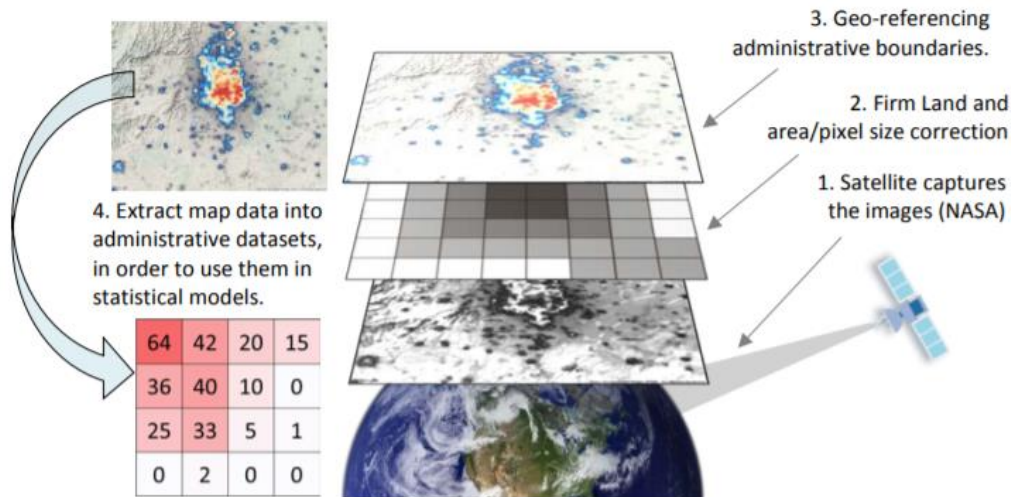 3. Geo-referencing
administrative boundaries.
2. Firm Land and
area/pixel size correction
1. Satellite captures
the images (NASA)
4. Extract map data into
administrative datasets,
in order to use them in
statistical models.
64 42 20 15
36 40 10 0
25 33 5 1
0 2 0 0